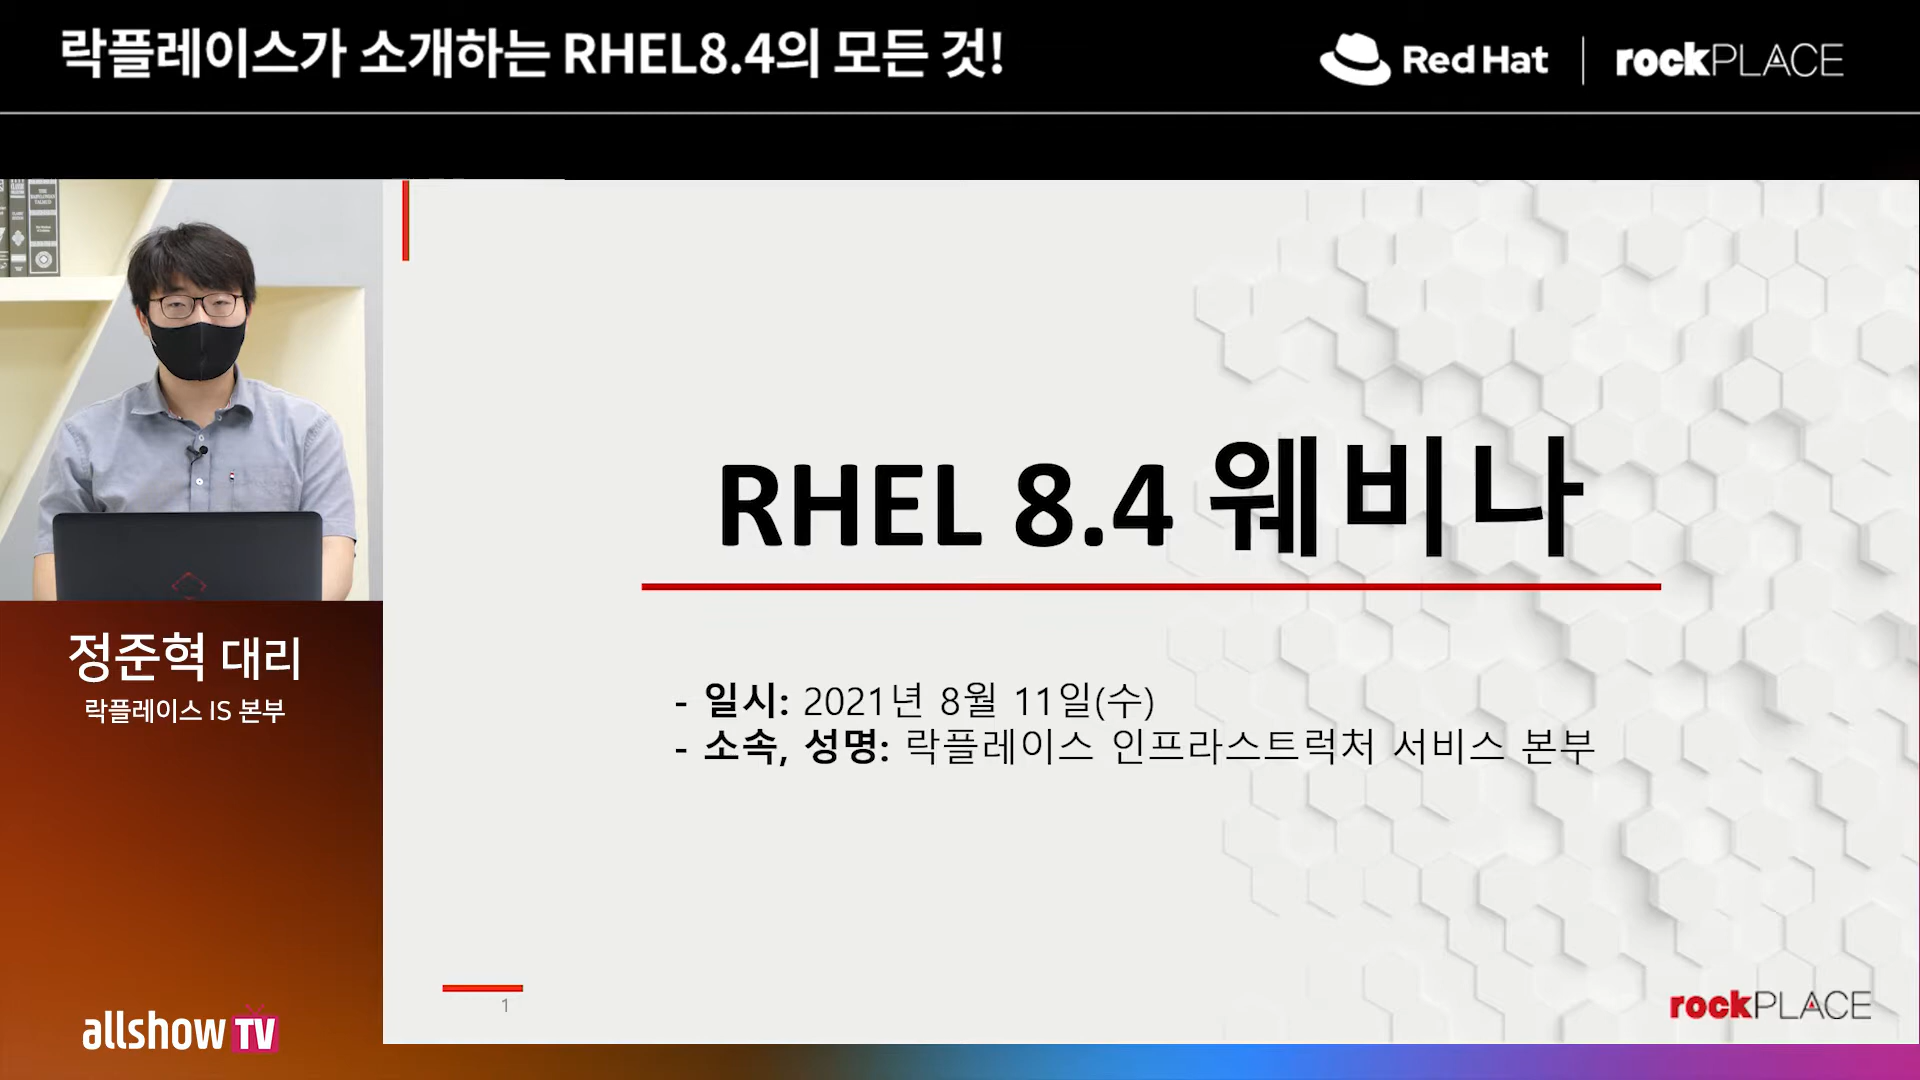 락플레이스가 소개하는 RHEL8.4의 모든 것!
Red Hat
rockPLACE
RHEL 8.4 웨비나
- 일시: 2021년 8월 11일(수)
- 소속, 성명: 락플레이스 인프라스트럭처 서비스 본부
정준혁 대리
락플레이스 IS 본부
allshowTV
1
rockPLACE